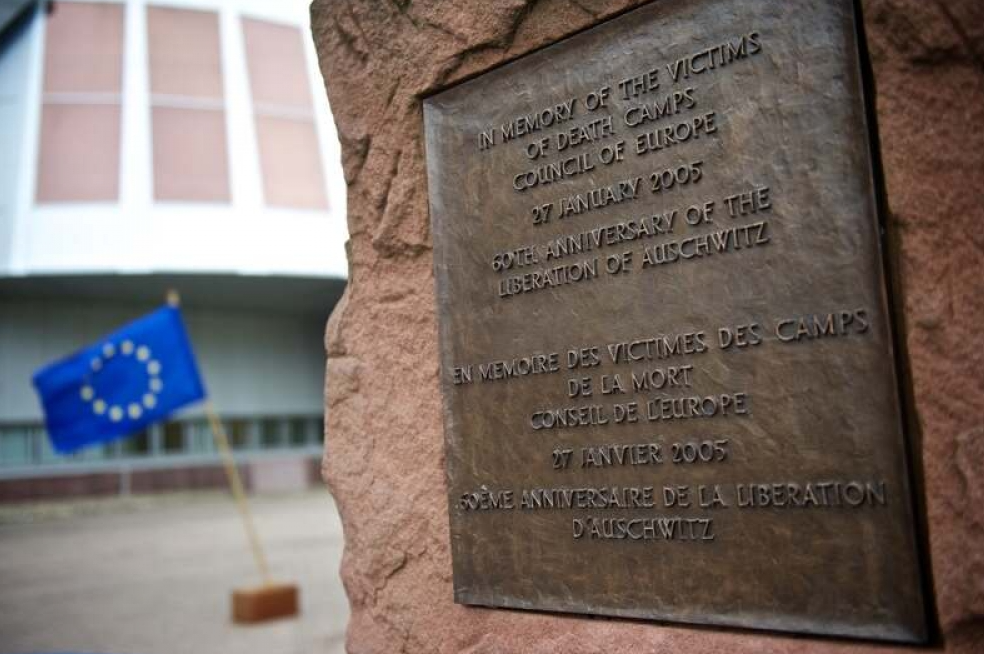 IN MEMORY OF THE VICTIMS
OF DEATH CAMPS
COUNCIL OF EUROPE
27 JANUARY 2005
60TH ANNIVERSARY OF THE
LIBERATION OF AUSCHWITZ
EN MEMOIRE DES VICTIMES DES CAMPS
DE LA MORT
CONSEIL DE L'EUROPE
27 JANVIER 2005
60ÈME ANNIVERSAIRE DE LA LIBERATION
D'AUSCHWITZ